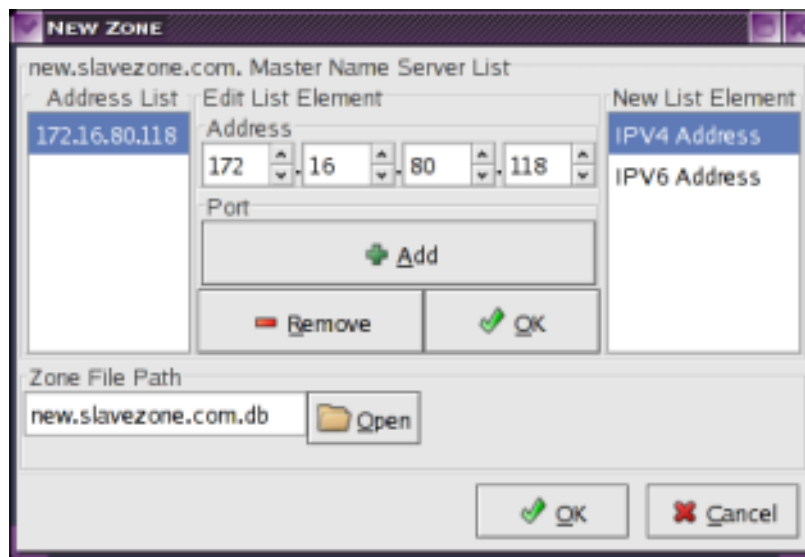 New Zone
new.slavezone.com. Master Name Server List
Address List
172.16.80.118
Edit List Element
Address
172 . 16 . 80 . 118
Port
Add
Remove
OK
New List Element
IPV4 Address
IPV6 Address
Zone File Path
new.slavezone.com.db
Open
OK
Cancel